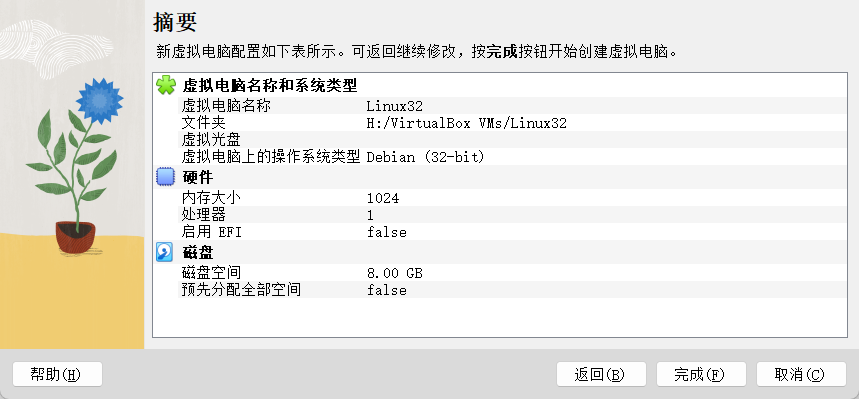 摘要
新虚拟电脑配置如下表所示。可返回继续修改，按完成按钮开始创建虚拟电脑。
虚拟电脑名称和系统类型
虚拟电脑名称 Linux32
文件夹 H:/VirtualBox VMs/Linux32
虚拟光盘
虚拟电脑上的操作系统类型 Debian (32-bit)
硬件
内存大小 1024
处理器 1
启用 EFI false
磁盘
磁盘空间 8.00 GB
预先分配全部空间 false
帮助(H) 返回(B) 完成(F) 取消(C)